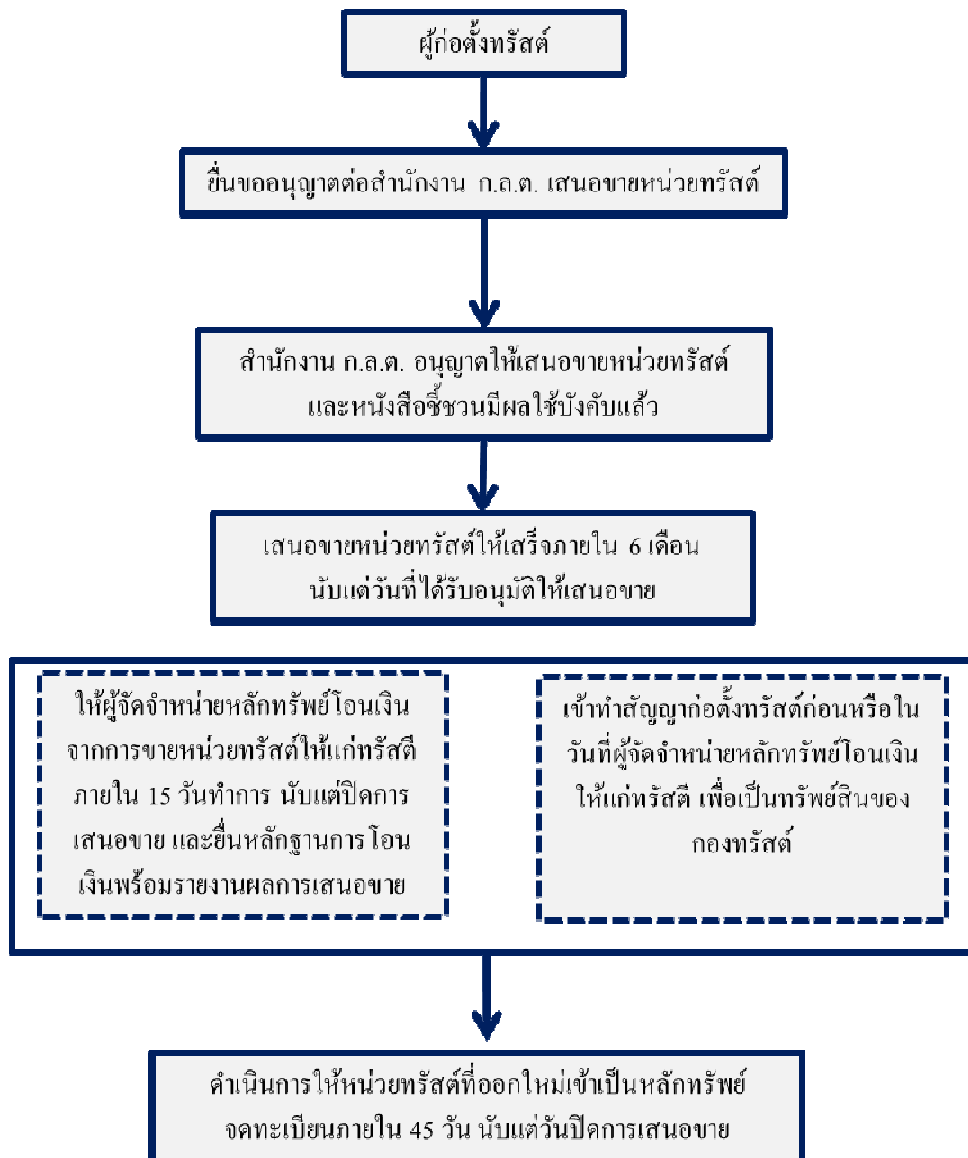 ผู้ก่อตั้งทรัสต์
ยื่นขออนุญาตต่อสำนักงาน ก.ล.ต. เสนอขายหน่วยทรัสต์
สำนักงาน ก.ล.ต. อนุญาตให้เสนอขายหน่วยทรัสต์
และหนังสือชี้ชวนมีผลใช้บังคับแล้ว
เสนอขายหน่วยทรัสต์ให้เสร็จภายใน 6 เดือน
นับแต่วันที่ได้รับอนุมัติให้เสนอขาย
ให้ผู้จัดจำหน่ายหลักทรัพย์โอนเงิน
จากการขายหน่วยทรัสต์ให้แก่ทรัสตี
ภายใน 15 วันทำการ นับแต่ปิดการ
เสนอขาย และยื่นหลักฐานการโอน
เงินพร้อมรายงานผลการเสนอขาย
เข้าทำสัญญาก่อตั้งทรัสต์ก่อนหรือใน
วันที่ผู้จัดจำหน่ายหลักทรัพย์โอนเงิน
ให้แก่ทรัสตี เพื่อเป็นทรัพย์สินของ
กองทรัสต์
ดำเนินการให้หน่วยทรัสต์ที่ออกใหม่เข้าเป็นหลักทรัพย์
จดทะเบียนภายใน 45 วัน นับแต่วันปิดการเสนอขาย